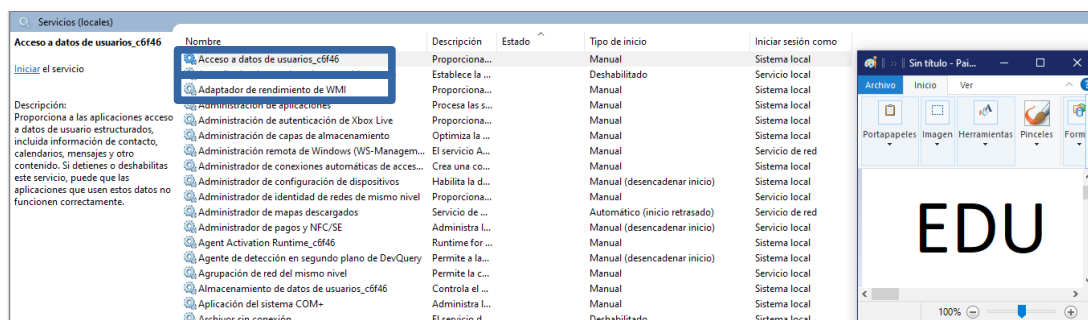 Servicios (locales)
Acceso a datos de usuarios_c6f46
Iniciar el servicio
Descripción:
Proporciona a las aplicaciones acceso
a datos de usuario estructurados,
incluida información de contacto,
calendarios, mensajes y otro
contenido. Si detienes o deshabilitas
este servicio, puede que las
aplicaciones que usen estos datos no
funcionen correctamente.
Nombre Descripción Estado Tipo de inicio Iniciar sesión como
Acceso a datos de usuarios_c6f46 Proporciona... Manual Sistema local
Establece la ... Deshabilitado Servicio local
Adaptador de rendimiento de WMI Proporciona... Manual Sistema local
Administración de aplicaciones Procesa las s... Manual Sistema local
Administración de autenticación de Xbox Live Proporciona... Manual Sistema local
Administración de capas de almacenamiento Optimiza la ... Manual Sistema local
Administración remota de Windows (WS-Managem... El servicio A... Manual Servicio de red
Administrador de conexiones automáticas de acces... Crea una co... Manual Sistema local
Administrador de configuración de dispositivos Habilita la d... Manual (desencadenar inicio) Sistema local
Administrador de identidad de redes de mismo nivel Proporciona... Manual Servicio local
Administrador de mapas descargados Servicio de ... Automático (inicio retrasado) Servicio de red
Administrador de pagos y NFC/SE Administra l... Manual (desencadenar inicio) Servicio local
Agent Activation Runtime_c6f46 Runtime for ... Manual Sistema local
Agente de detección en segundo plano de DevQuery Permite a la... Manual (desencadenar inicio) Sistema local
Agrupación de red del mismo nivel Permite la c... Manual Servicio local
Almacenamiento de datos de usuarios_c6f46 Controla el ... Manual Sistema local
Aplicación del sistema COM+ Administra l... Manual Sistema local
Archivos sin conexión El servicio d... Deshabilitado Sistema local
Sin título - Pai...
Archivo Inicio Ver
Portapapeles Imagen Herramientas Pinceles Form
EDU
100%